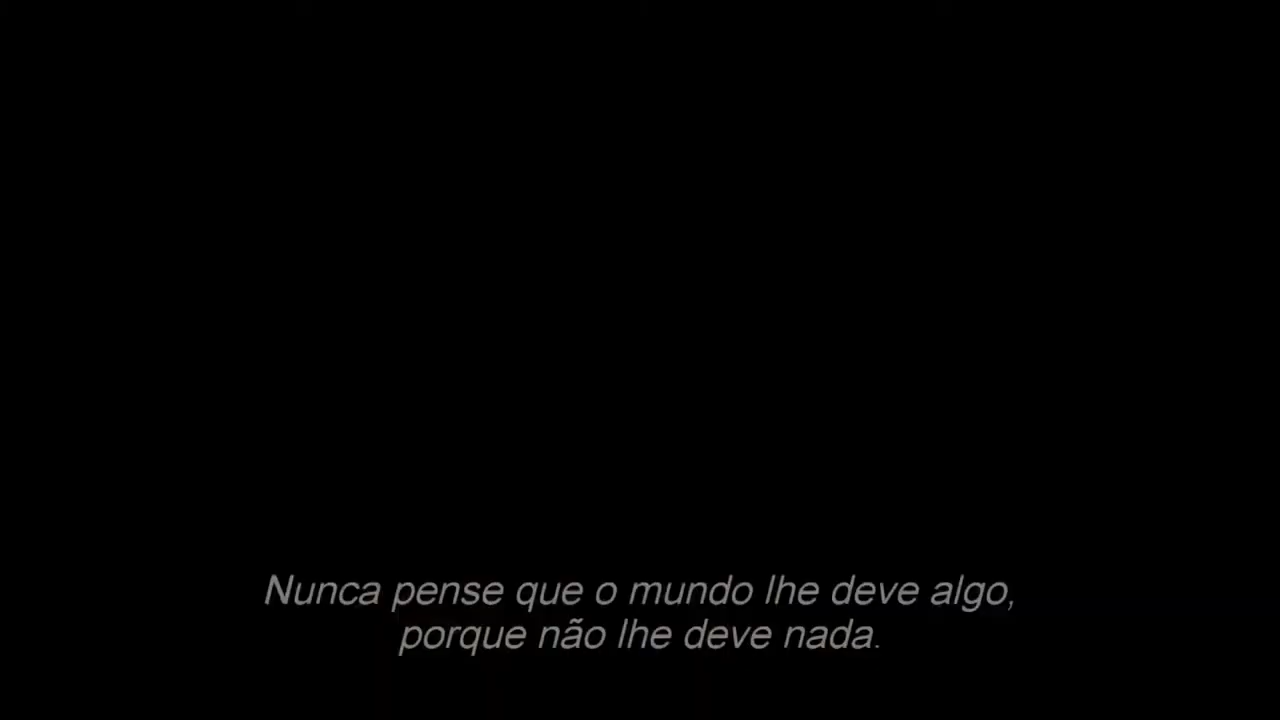 Nunca pense que o mundo lhe deve algo,
porque não lhe deve nada.